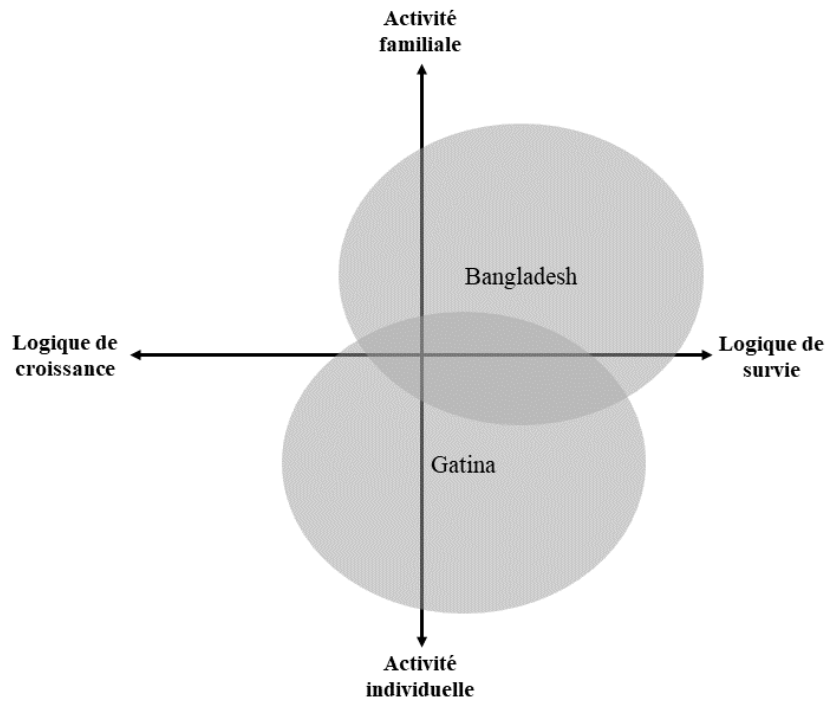 Activité
familiale
Bangladesh
Logique de
croissance
Logique de
survie
Gatina
Activité
individuelle